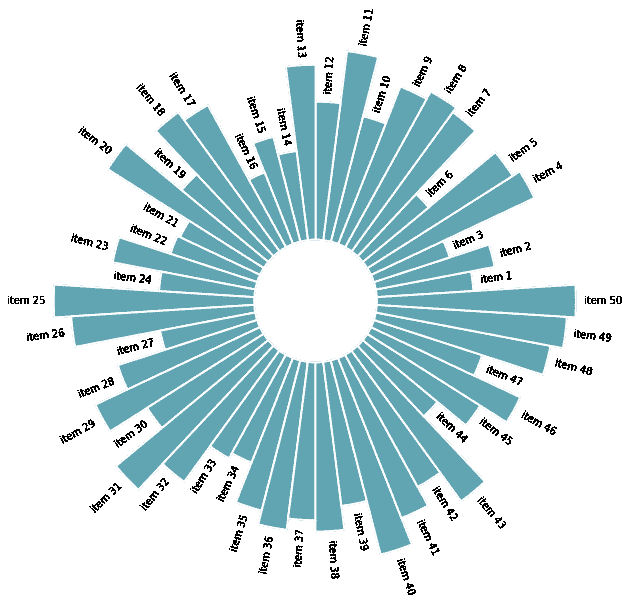 item 1
item 2
item 3
item 4
item 5
item 6
item 7
item 8
item 9
item 10
item 11
item 12
item 13
item 14
item 15
item 16
item 17
item 18
item 19
item 20
item 21
item 22
item 23
item 24
item 25
item 26
item 27
item 28
item 29
item 30
item 31
item 32
item 33
item 34
item 35
item 36
item 37
item 38
item 39
item 40
item 41
item 42
item 43
item 44
item 45
item 46
item 47
item 48
item 49
item 50